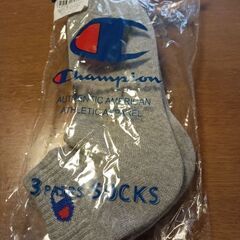 Champion
AUTHENTIC AMERICAN
ATHLETIC APPAREL
3 PAIRS SOCKS